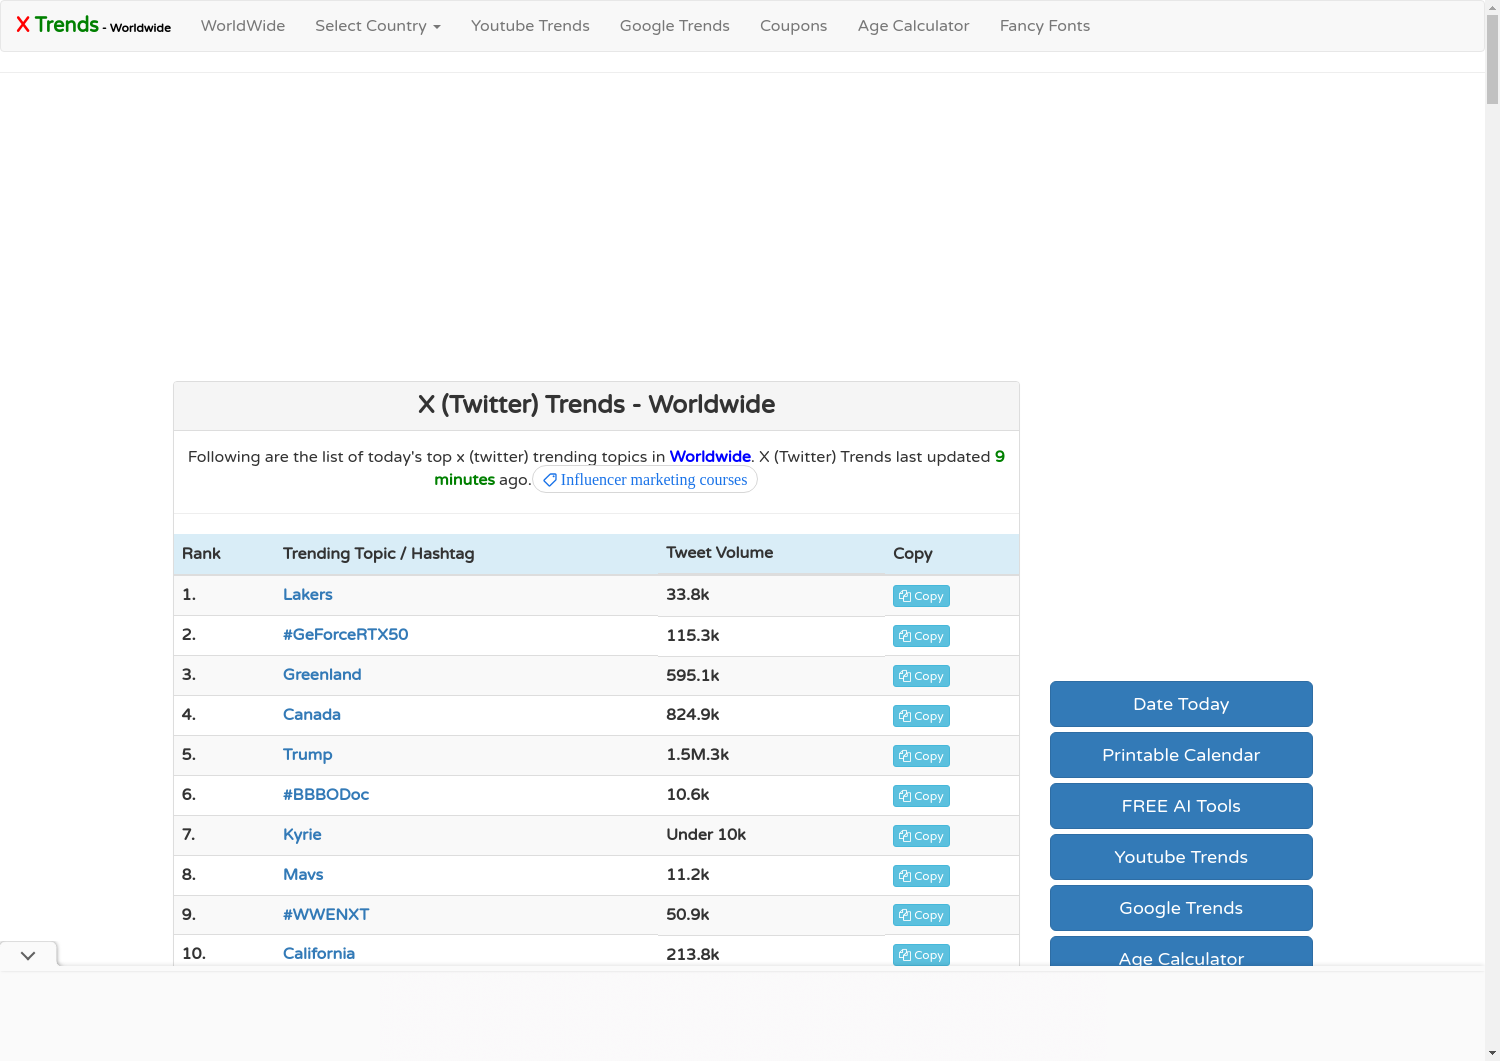 X Trends - Worldwide WorldWide Select Country Youtube Trends Google Trends Coupons Age Calculator Fancy Fonts
X (Twitter) Trends - Worldwide
Following are the list of today's top x (twitter) trending topics in Worldwide. X (Twitter) Trends last updated 9
minutes ago. Influencer marketing courses
Rank Trending Topic / Hashtag Tweet Volume Copy
1. Lakers 33.8k Copy
2. #GeForceRTX50 115.3k Copy
3. Greenland 595.1k Copy
4. Canada 824.9k Copy
5. Trump 1.5M.3k Copy
6. #BBBODoc 10.6k Copy
7. Kyrie Under 10k Copy
8. Mavs 11.2k Copy
9. #WWENXT 50.9k Copy
10. California 213.8k Copy
Date Today
Printable Calendar
FREE AI Tools
Youtube Trends
Google Trends
Age Calculator